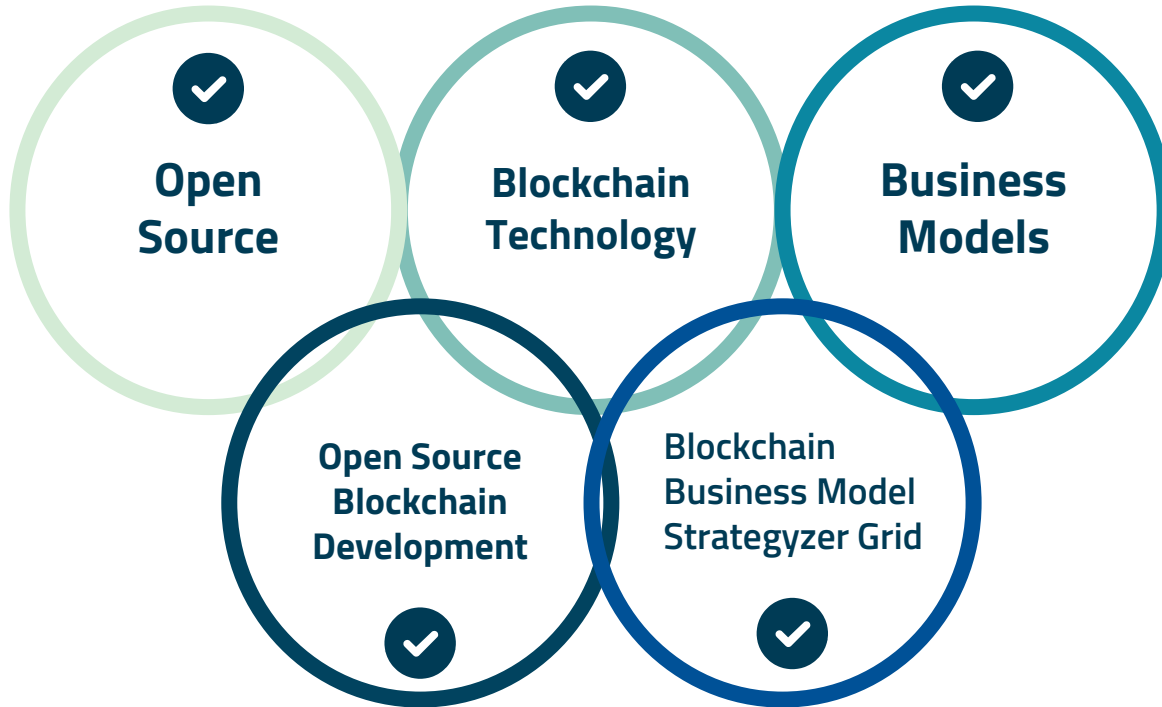 Open
Source
Blockchain
Technology
Business
Models
Open Source
Blockchain
Development
Blockchain
Business Model
Strategyzer Grid